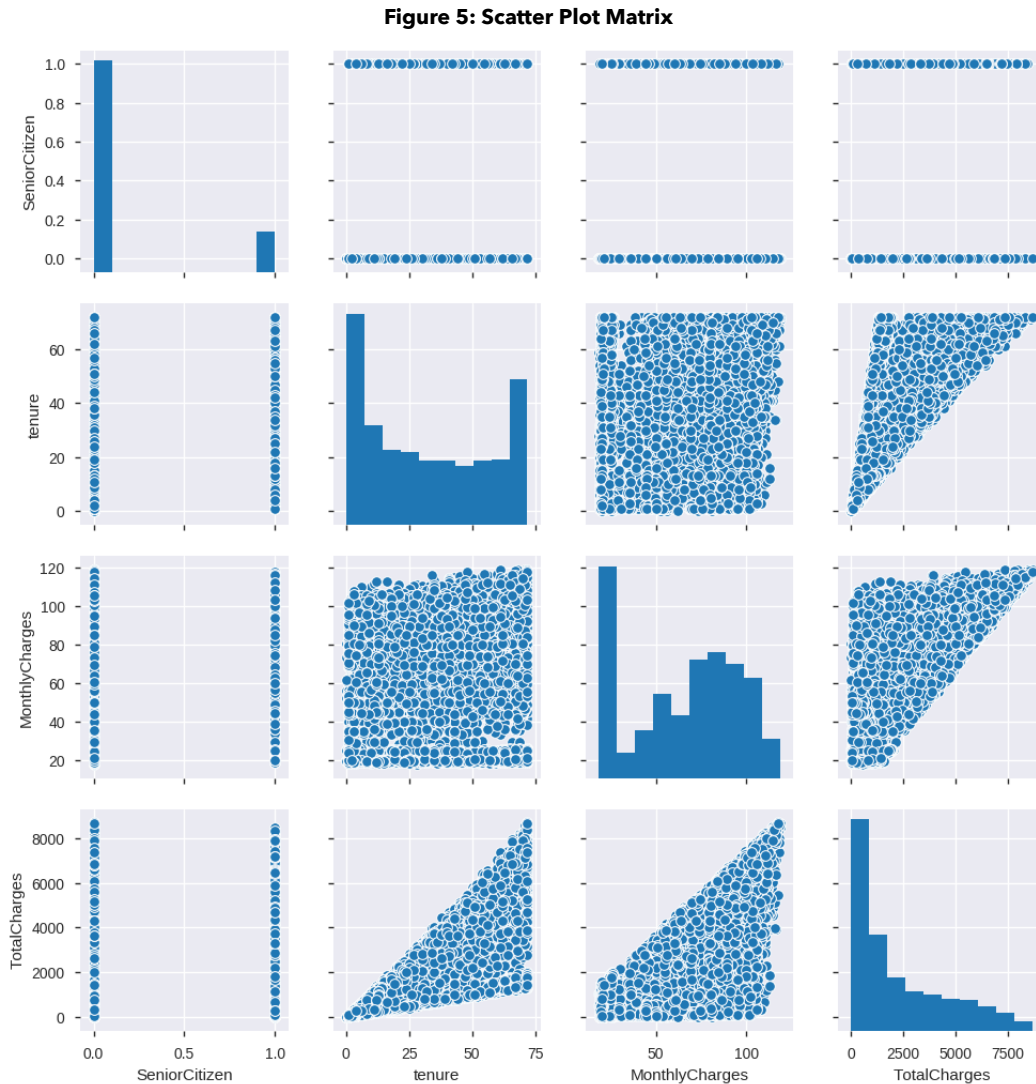 Figure 5: Scatter Plot Matrix
1.0
0.8
0.6
0.4
0.2
0.0
SeniorCitizen
60
40
20
0
tenure
120
100
80
60
40
20
MonthlyCharges
8000
6000
4000
2000
0
TotalCharges
0.0 0.5 1.0
0 25 50 75
50 100
0 2500 5000 7500
SeniorCitizen
tenure
MonthlyCharges
TotalCharges